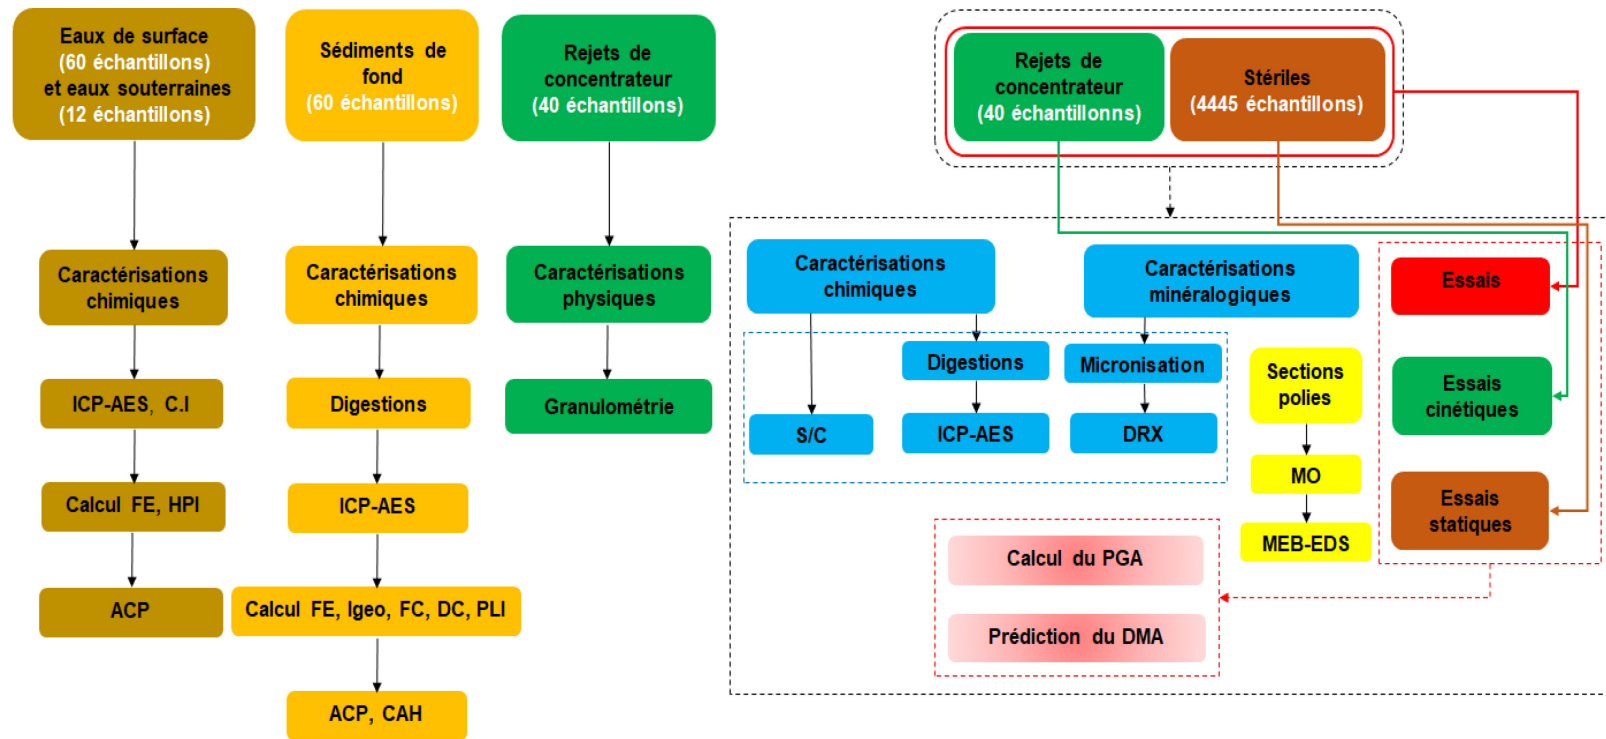 Eaux de surface
(60 échantillons)
et eaux souterraines
(12 échantillons)
Caractérisations
chimiques
ICP-AES, C.I
Calcul FE, HPI
ACP
Sédiments de
fond
(60 échantillons)
Caractérisations
chimiques
Digestions
ICP-AES
Calcul FE, Igeo, FC, DC, PLI
ACP, CAH
Rejets de
concentrateur
(40 échantillons)
Caractérisations
physiques
Granulométrie
Rejets de
concentrateur
(40 échantillonns)
Stériles
(4445 échantillons)
Caractérisations
chimiques
S/C
Digestions
ICP-AES
Caractérisations
minéralogiques
Micronisation
DRX
Sections
polies
MO
MEB-EDS
Essais
Essais
cinétiques
Essais
statiques
Calcul du PGA
Prédiction du DMA